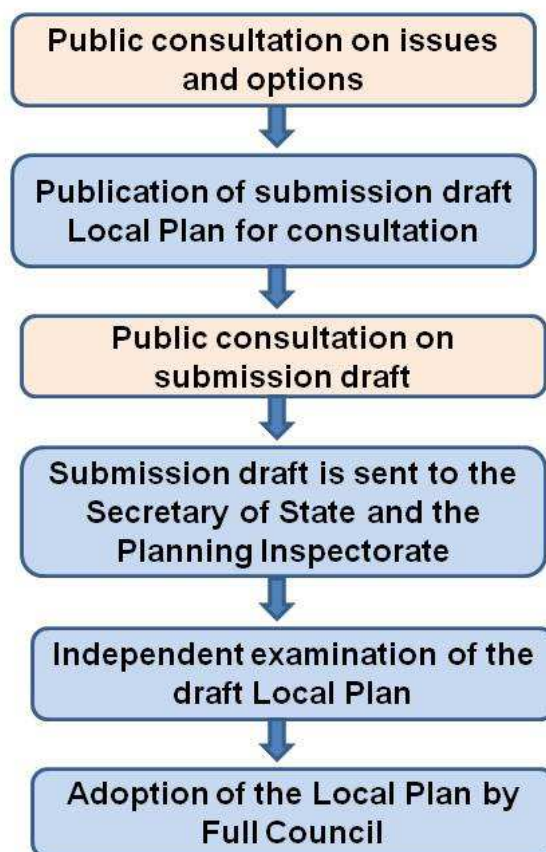 Public consultation on issues
and options
Publication of submission draft
Local Plan for consultation
Public consultation on
submission draft
Submission draft is sent to the
Secretary of State and the
Planning Inspectorate
Independent examination of the
draft Local Plan
Adoption of the Local Plan by
Full Council